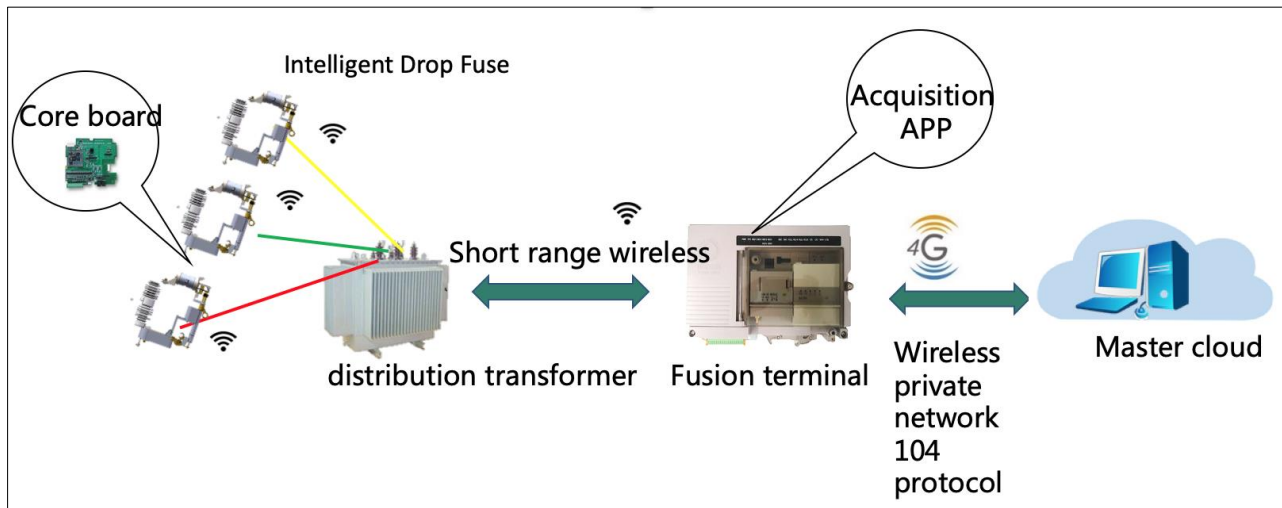 Intelligent Drop Fuse
Core board
Acquisition
APP
Short range wireless
4G
distribution transformer
Fusion terminal
Wireless
private
network
104
protocol
Master cloud